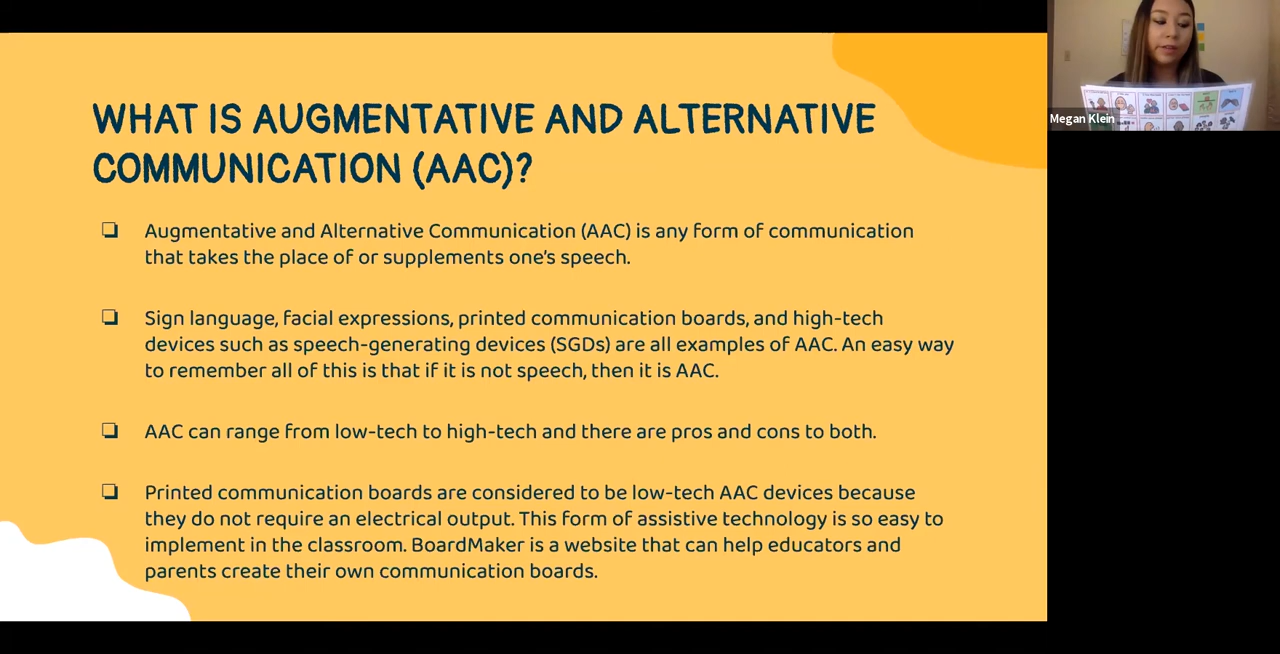 WHAT IS AUGMENTATIVE AND ALTERNATIVE
COMMUNICATION (AAC)?
❏ Augmentative and Alternative Communication (AAC) is any form of communication
that takes the place of or supplements one’s speech.
❏ Sign language, facial expressions, printed communication boards, and high-tech
devices such as speech-generating devices (SGDs) are all examples of AAC. An easy way
to remember all of this is that if it is not speech, then it is AAC.
❏ AAC can range from low-tech to high-tech and there are pros and cons to both.
❏ Printed communication boards are considered to be low-tech AAC devices because
they do not require an electrical output. This form of assistive technology is so easy to
implement in the classroom. BoardMaker is a website that can help educators and
parents create their own communication boards.
Megan Klein